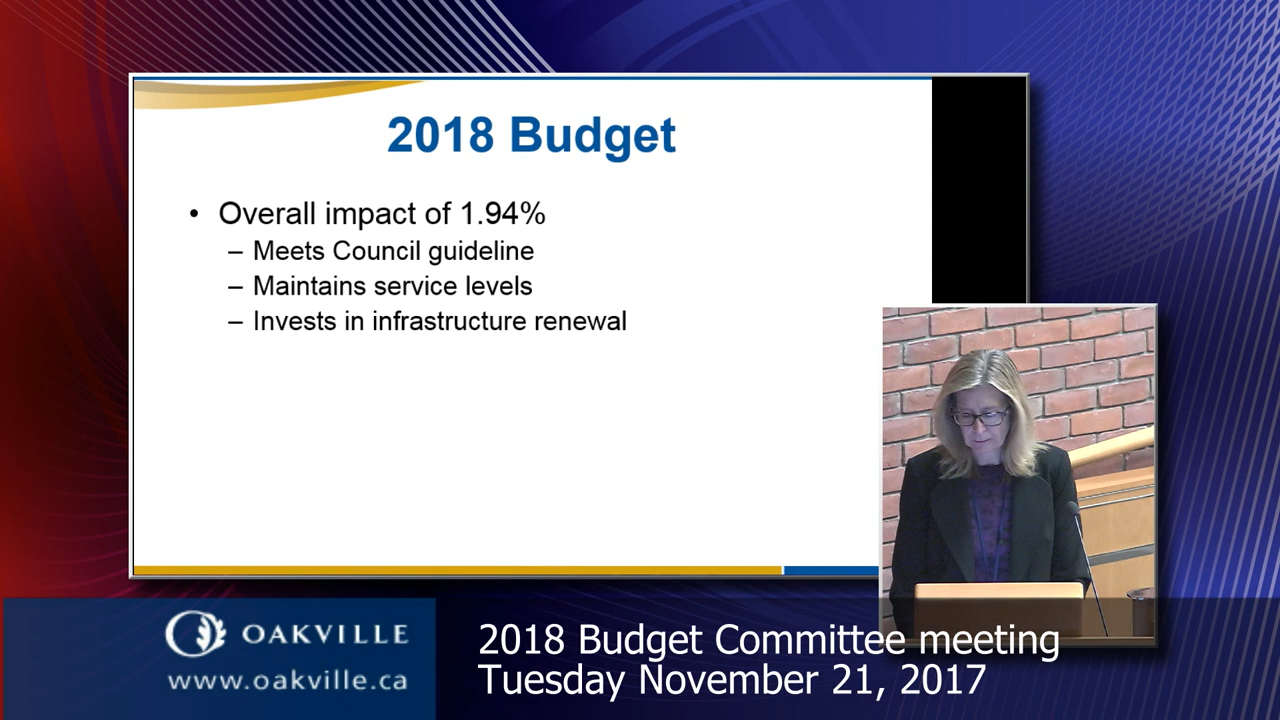 2018 Budget
• Overall impact of 1.94%
– Meets Council guideline
– Maintains service levels
– Invests in infrastructure renewal
OAKVILLE
www.oakville.ca
2018 Budget Committee meeting
Tuesday November 21, 2017